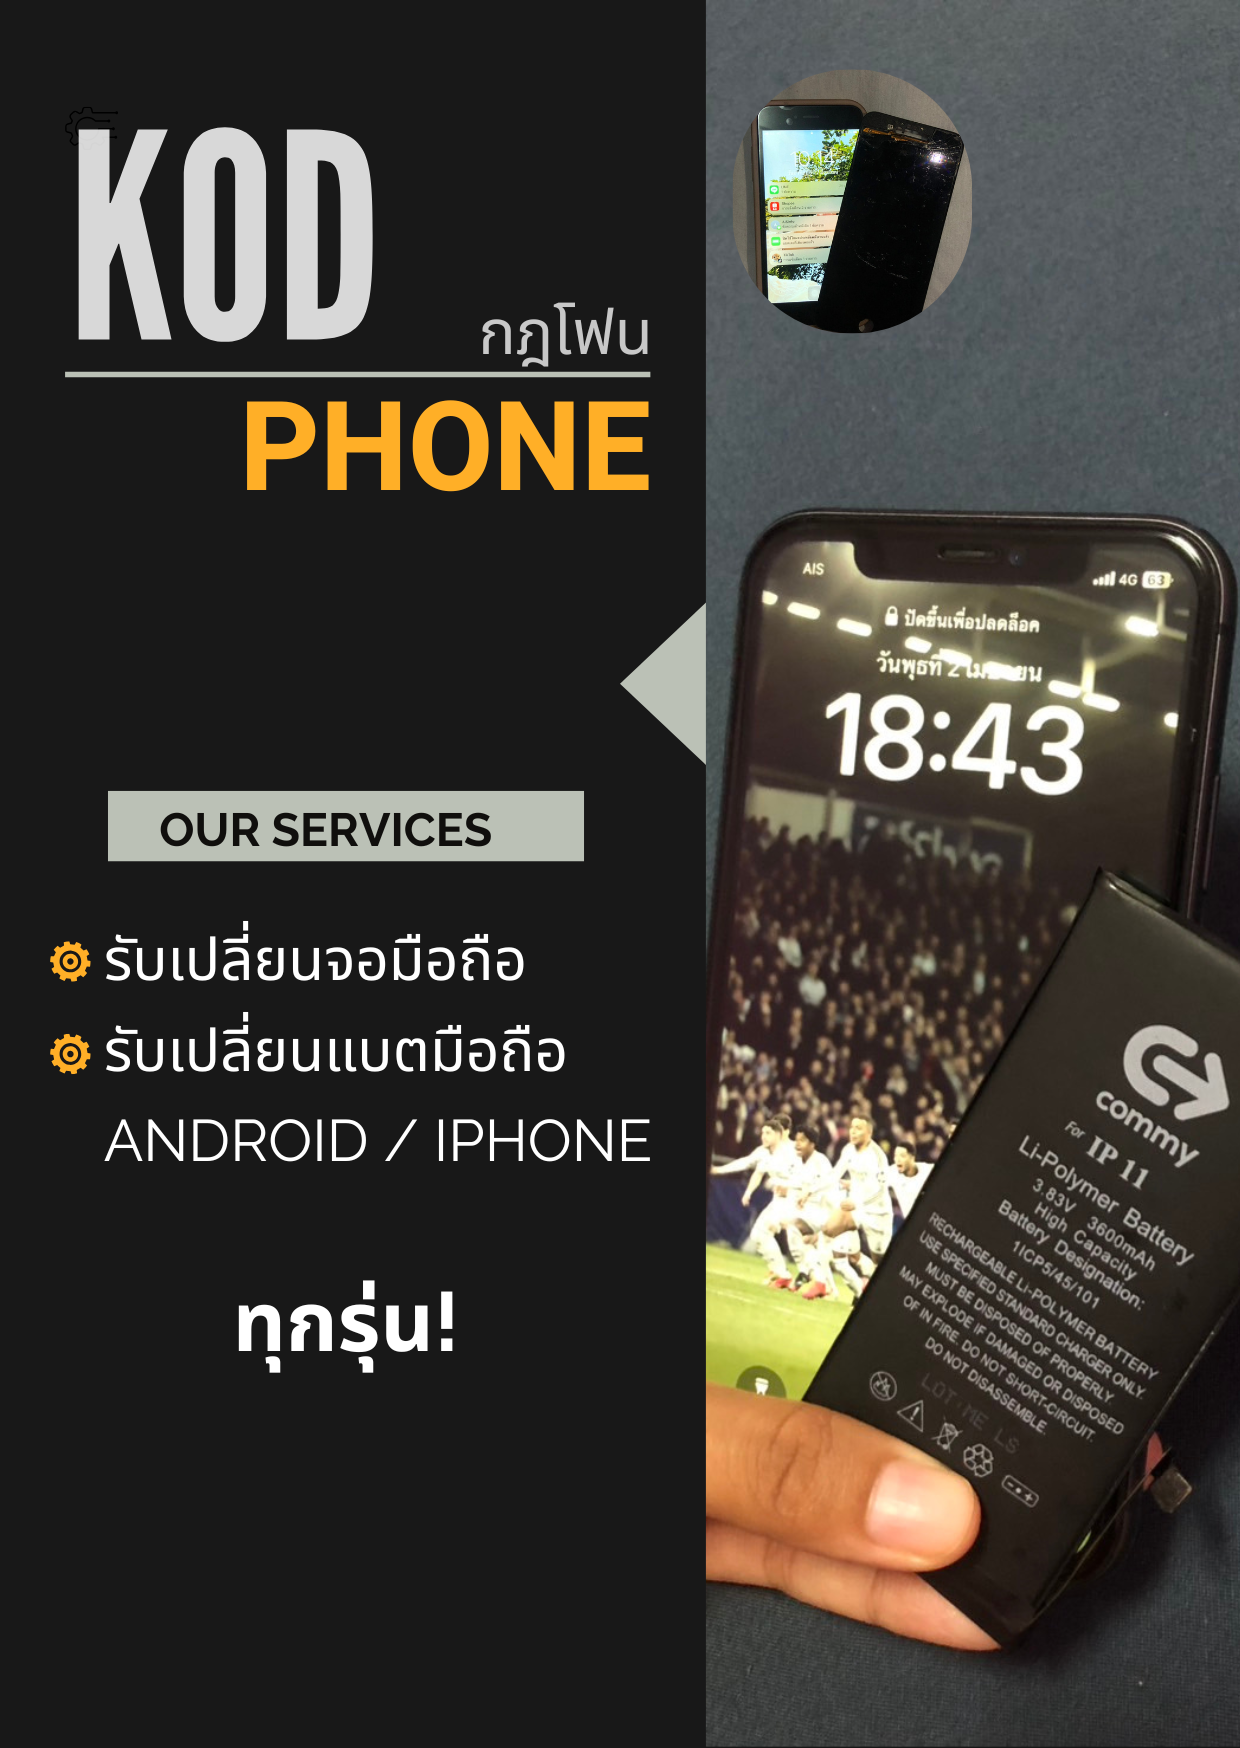 KOD
กฎโฟน
PHONE
OUR SERVICES
รับเปลี่ยนจอมือถือ
รับเปลี่ยนแบตมือถือ
ANDROID / IPHONE
ทุกรุ่น!
AIS
4G 63
ปัดขึ้นเพื่อปลดล็อค
วันพุธที่ 2 เมษายน
18:43
commy
For IP 11
Li-Polymer Battery
3.83V 3600mAh
High Capacity
Battery Designation:
1ICP5/45/101
RECHARGEABLE Li-POLYMER BATTERY
USE SPECIFIED STANDARD CHARGER ONLY.
MUST BE DISPOSED OF PROPERLY.
MAY EXPLODE IF DAMAGED OR DISPOSED
OF IN FIRE. DO NOT SHORT-CIRCUIT.
DO NOT DISASSEMBLE.
LOT:ME LS